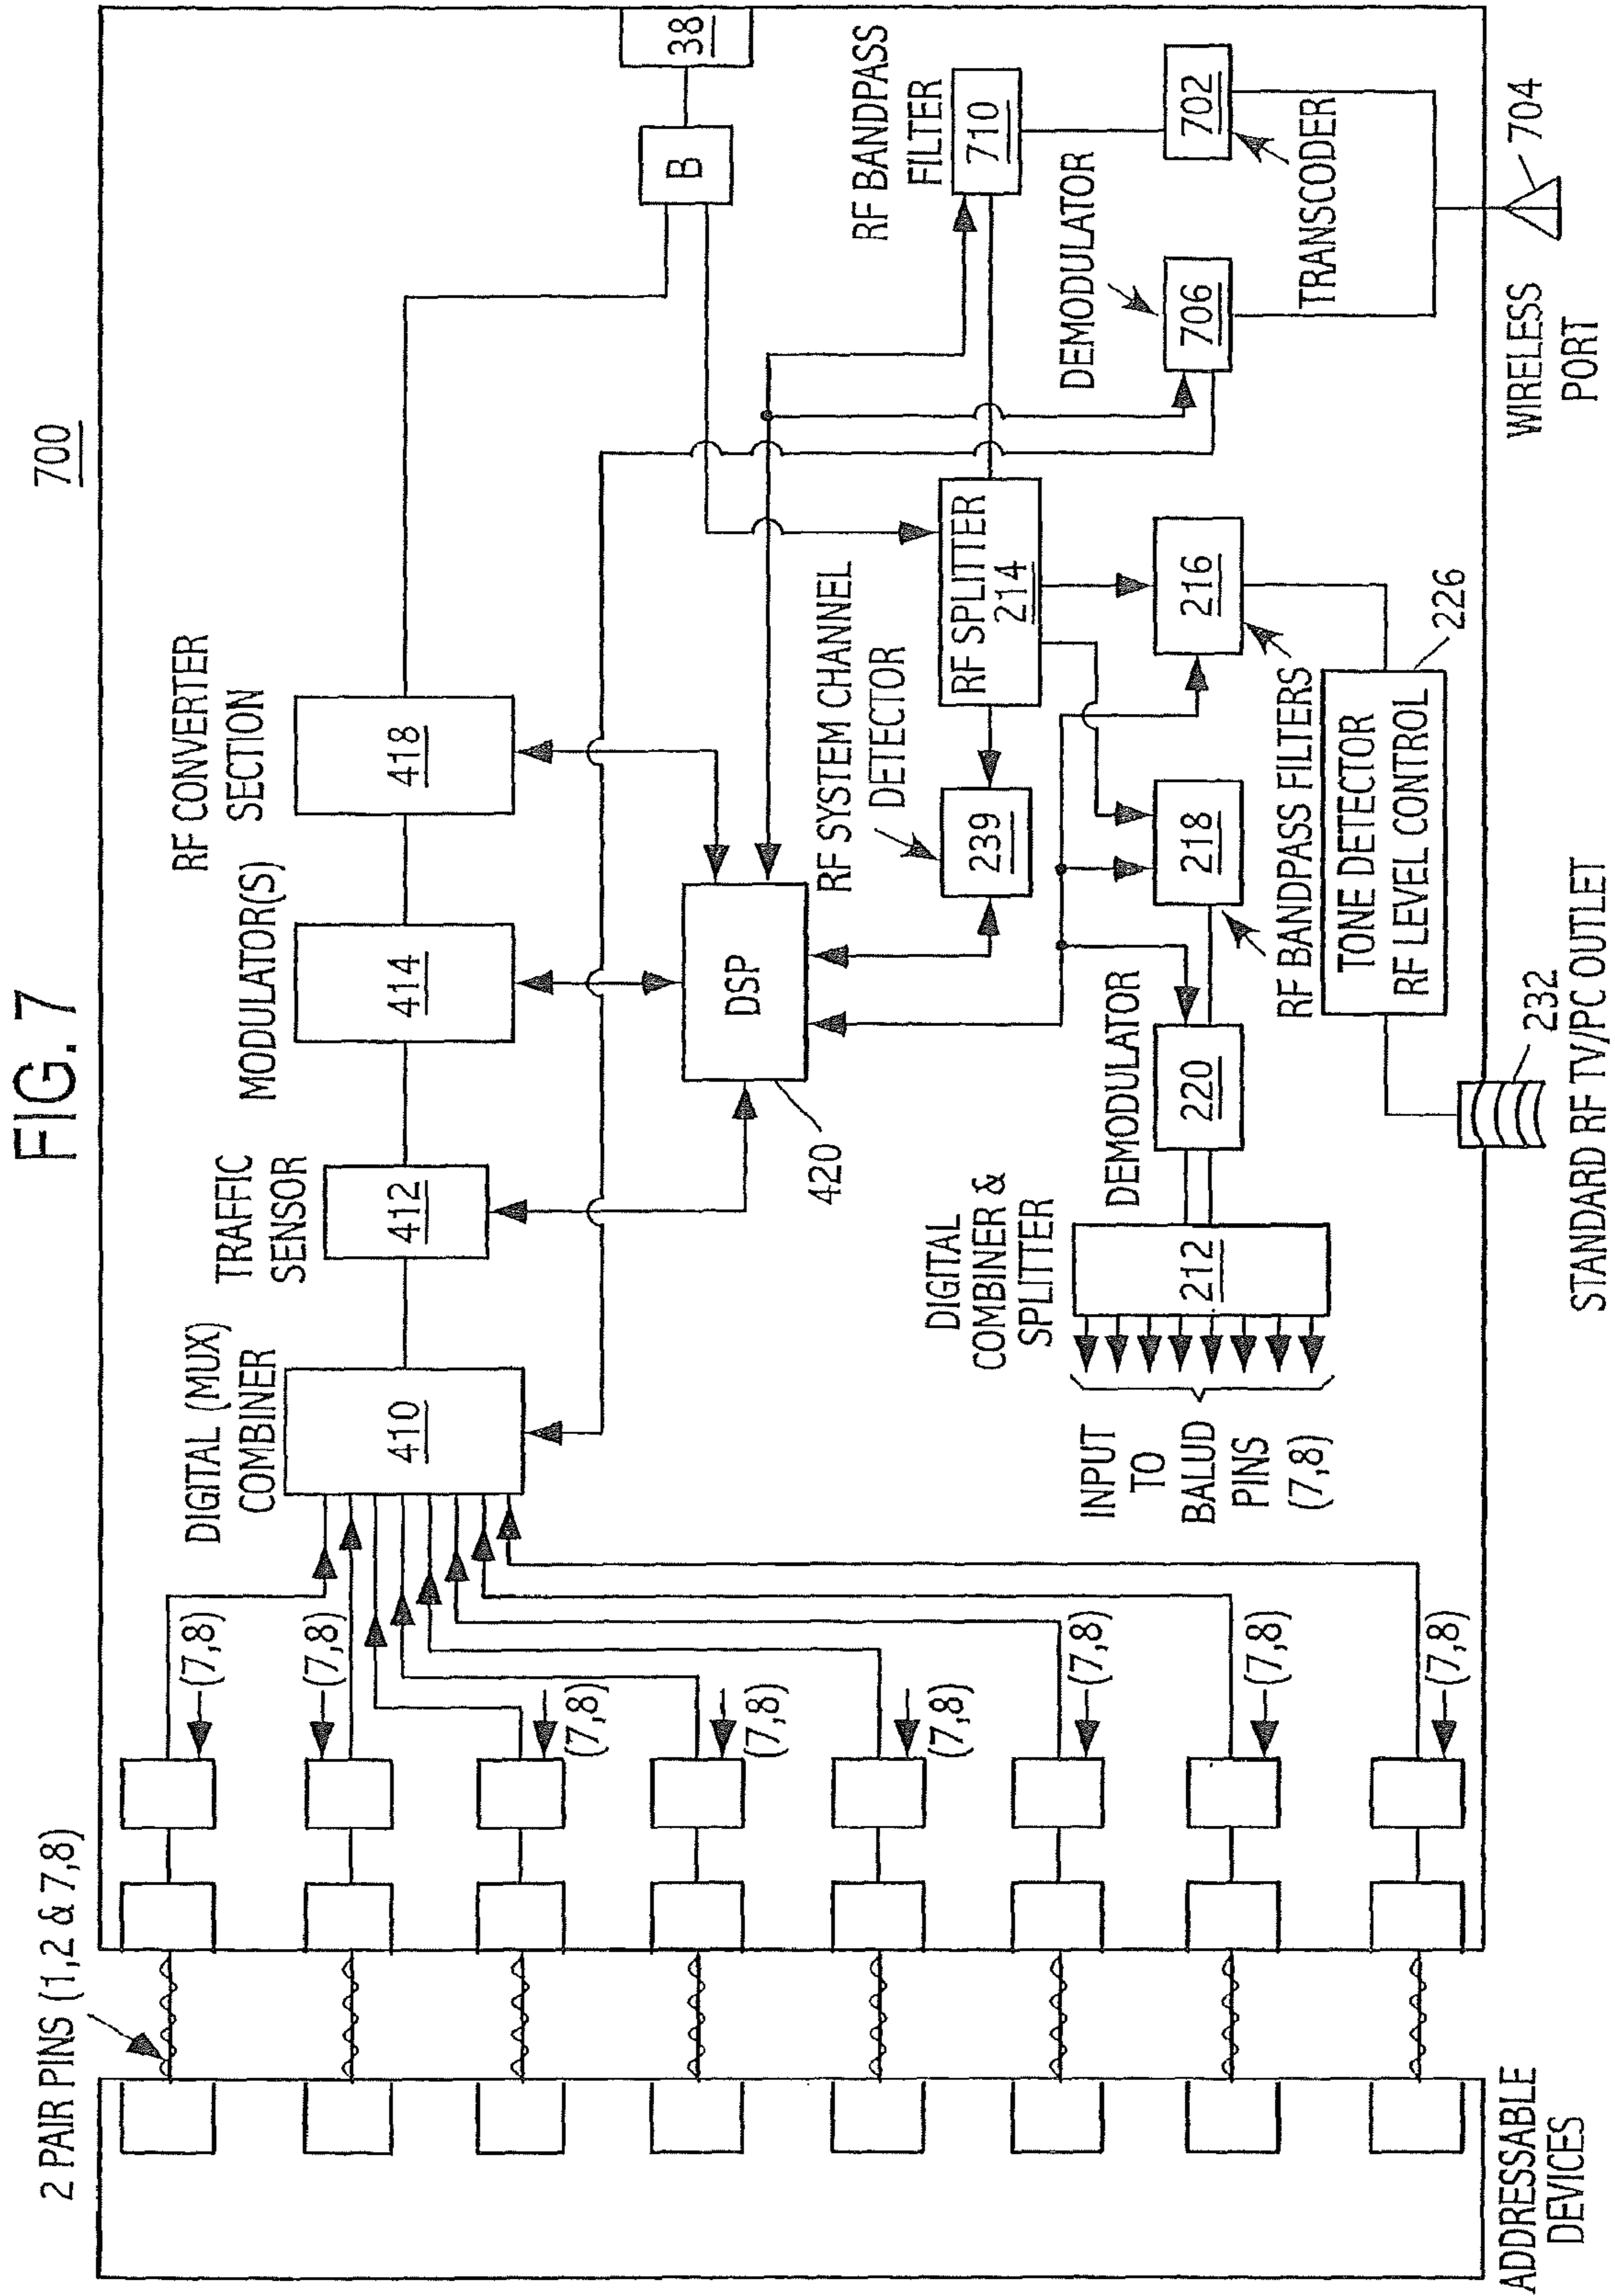 FIG. 7
700
2 PAIR PINS (1,2 & 7,8)
ADDRESSABLE
DEVICES
(7,8)
(7,8)
(7,8)
(7,8)
(7,8)
(7,8)
(7,8)
(7,8)
DIGITAL (MUX)
COMBINER
410
TRAFFIC
SENSOR
412
MODULATOR(S)
414
RF CONVERTER
SECTION
418
B
38
DSP
420
RF SYSTEM CHANNEL
DETECTOR
239
RF SPLITTER
214
RF BANDPASS
FILTER
710
DEMODULATOR
706
702
TRANSCODER
704
WIRELESS
PORT
216
218
RF BANDPASS FILTERS
DEMODULATOR
220
DIGITAL
COMBINER &
SPLITTER
212
INPUT
TO
BALUD
PINS
(7,8)
TONE DETECTOR
RF LEVEL CONTROL
226
232
STANDARD RF TV/PC OUTLET